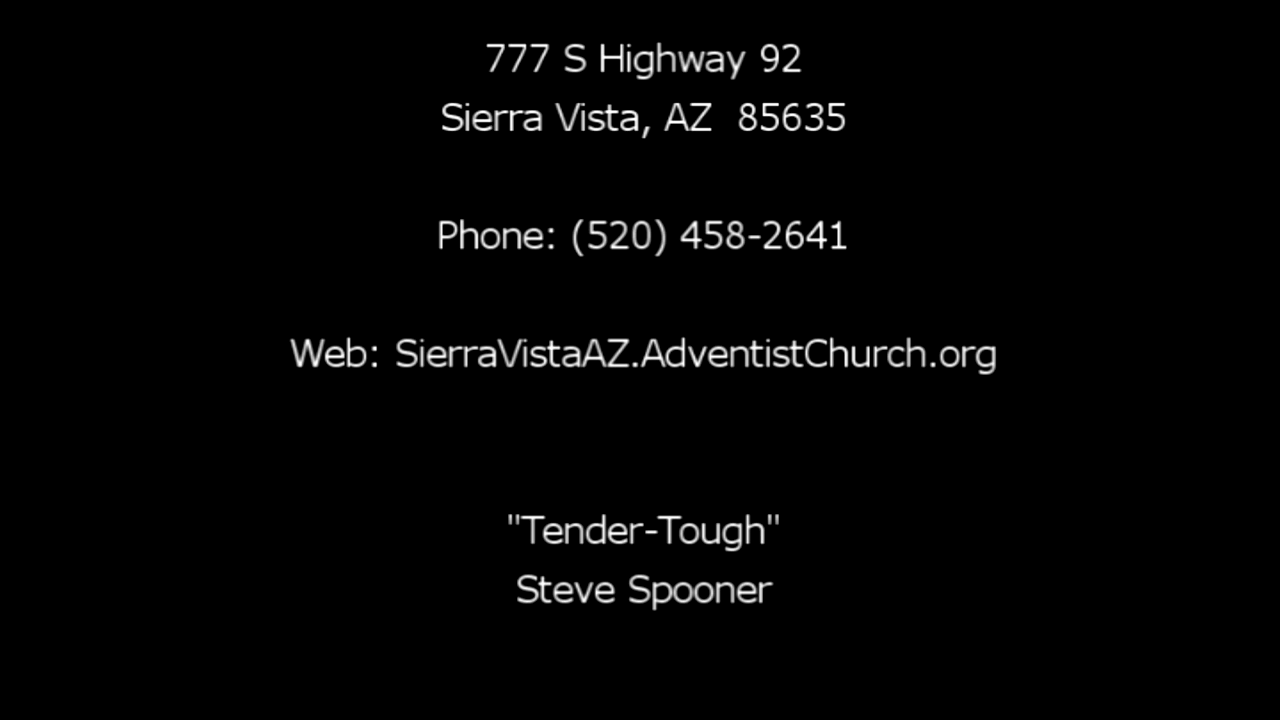 777 S Highway 92
Sierra Vista, AZ  85635
Phone: (520) 458-2641
Web: SierraVistaAZ.AdventistChurch.org
"Tender-Tough"
Steve Spooner